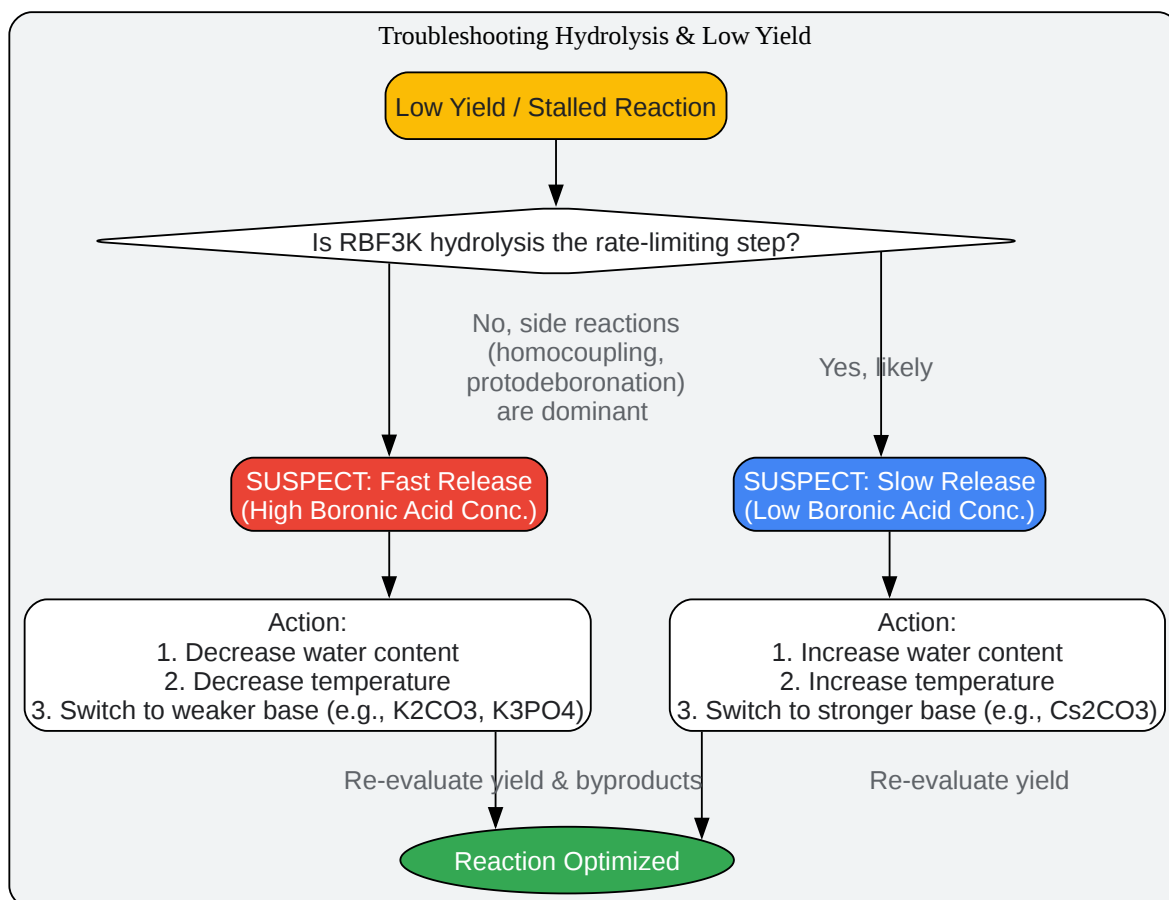 Troubleshooting Hydrolysis & Low Yield
Low Yield / Stalled Reaction
Is RBF3K hydrolysis the rate-limiting step?
No, side reactions
(homocoupling,
protodeboronation)
are dominant
Yes, likely
SUSPECT: Fast Release
(High Boronic Acid Conc.)
SUSPECT: Slow Release
(Low Boronic Acid Conc.)
Action:
1. Decrease water content
2. Decrease temperature
3. Switch to weaker base (e.g., K2CO3, K3PO4)
Action:
1. Increase water content
2. Increase temperature
3. Switch to stronger base (e.g., Cs2CO3)
Re-evaluate yield & byproducts
Re-evaluate yield
Reaction Optimized